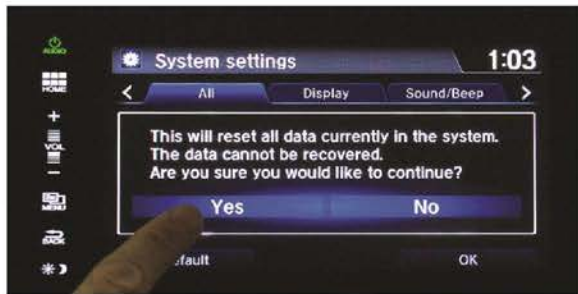 AUDIO
System settings
1:03
HOME
All
Display
Sound/Beep
+
VOL
-
This will reset all data currently in the system.
The data cannot be recovered.
Are you sure you would like to continue?
Yes
No
MENU
BACK
fault
OK